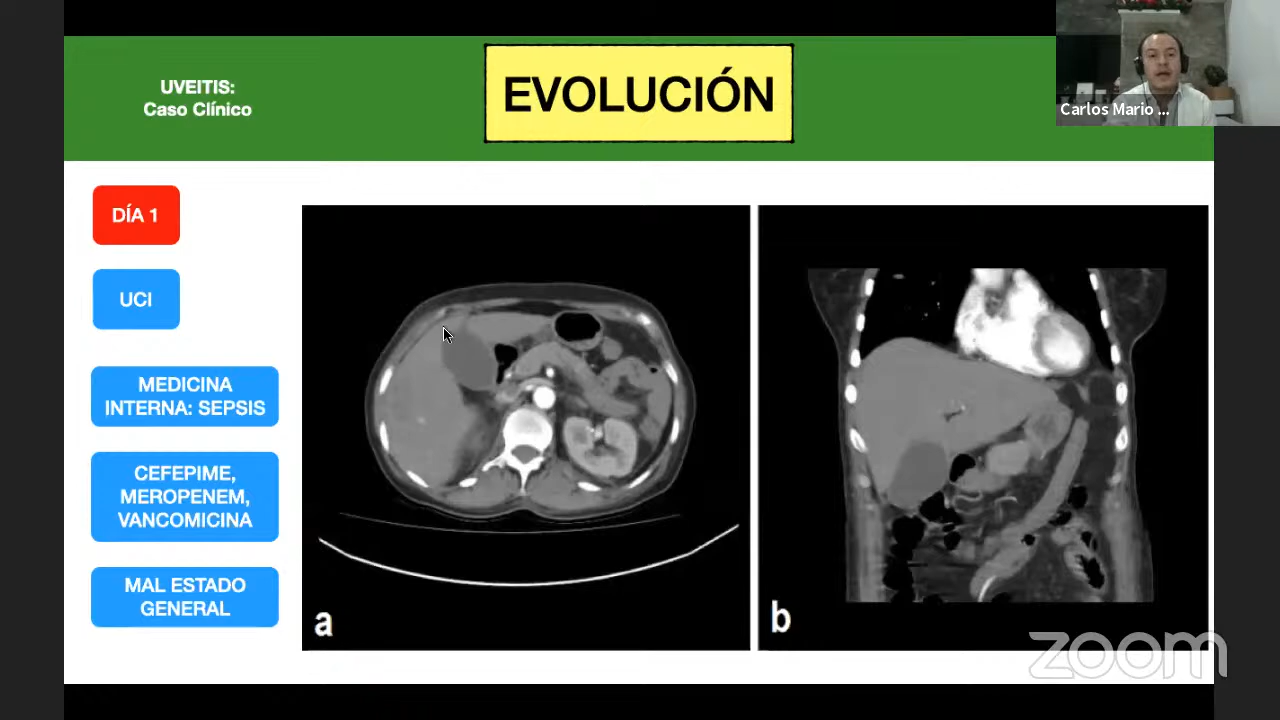 UVEITIS:
Caso Clínico
EVOLUCIÓN
Carlos Mario ...
DÍA 1
UCI
MEDICINA
INTERNA: SEPSIS
CEFEPIME,
MEROPENEM,
VANCOMICINA
MAL ESTADO
GENERAL
a
b
zoom